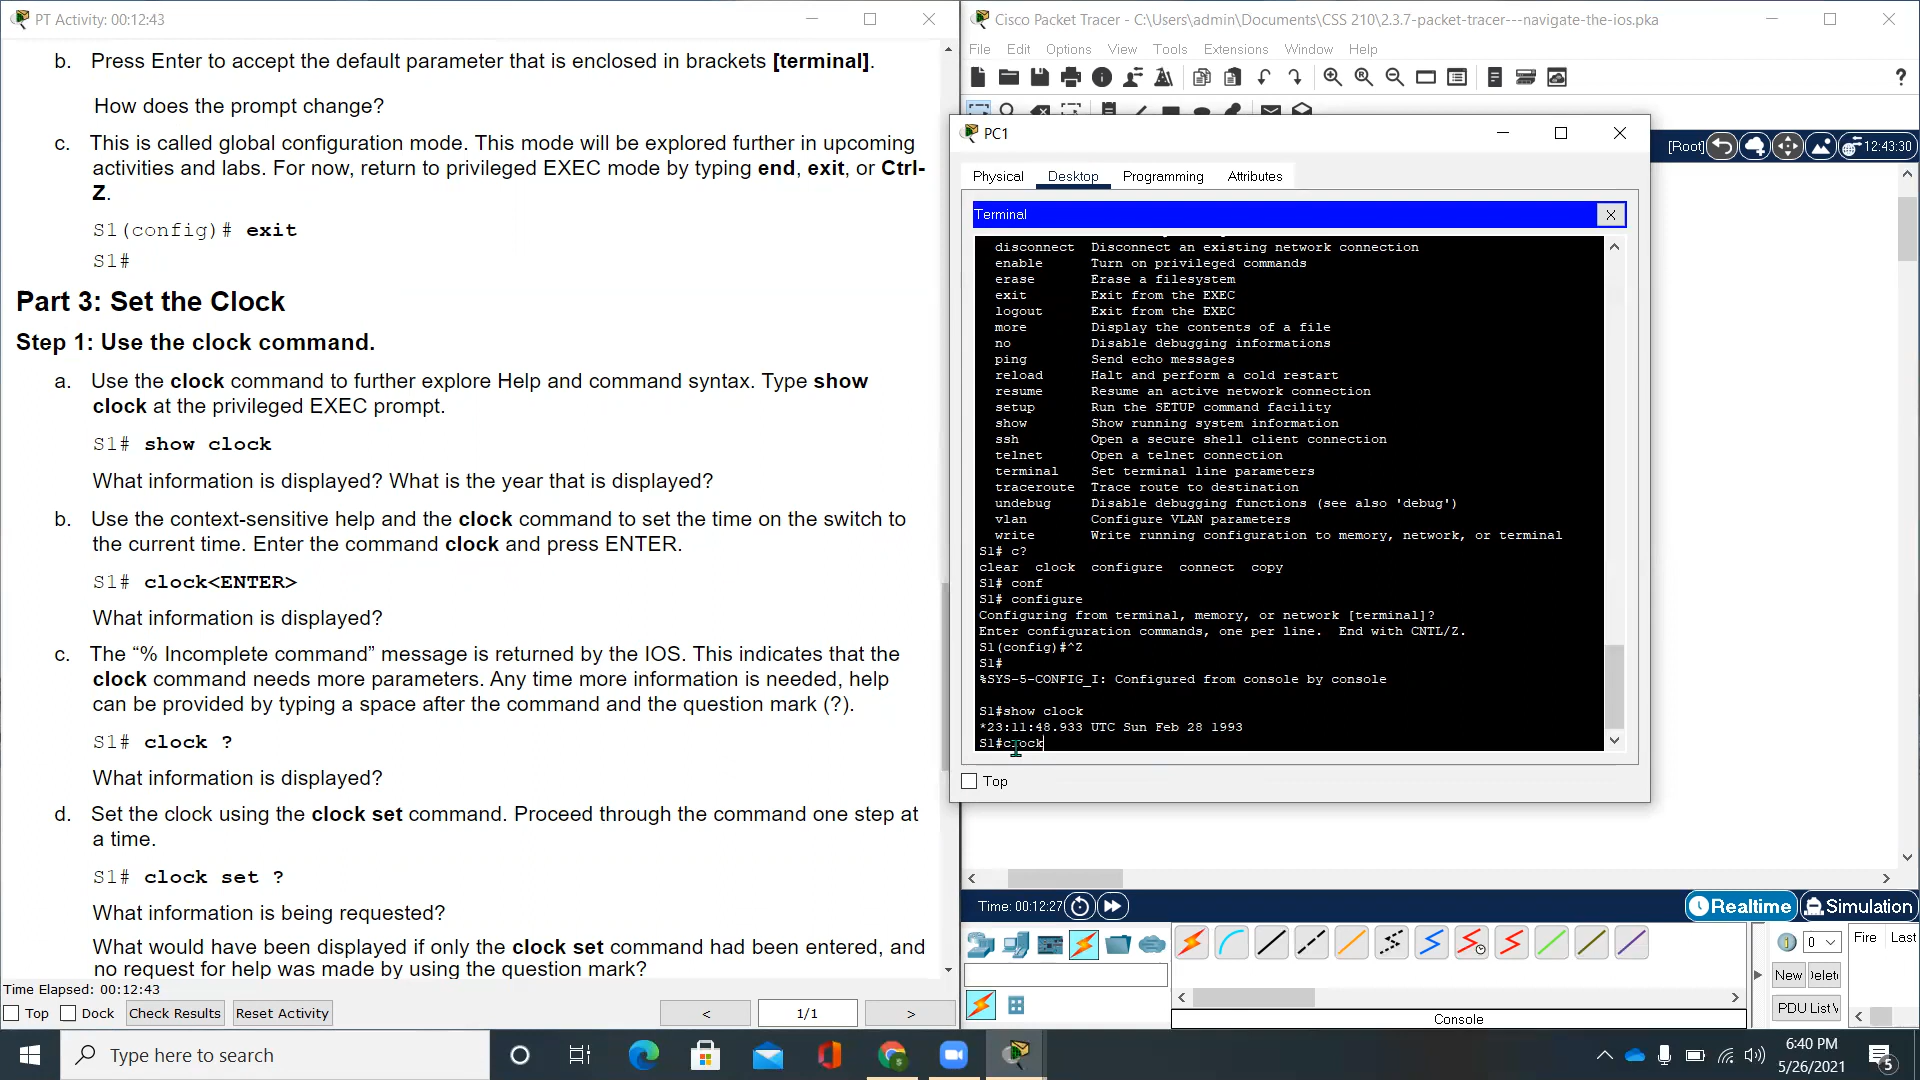 PT Activity: 00:12:43
b. Press Enter to accept the default parameter that is enclosed in brackets [terminal].
How does the prompt change?
c. This is called global configuration mode. This mode will be explored further in upcoming
activities and labs. For now, return to privileged EXEC mode by typing end, exit, or Ctrl-
Z.
S1(config)# exit
S1#
Part 3: Set the Clock
Step 1: Use the clock command.
a. Use the clock command to further explore Help and command syntax. Type show
clock at the privileged EXEC prompt.
S1# show clock
What information is displayed? What is the year that is displayed?
b. Use the context-sensitive help and the clock command to set the time on the switch to
the current time. Enter the command clock and press ENTER.
S1# clock<ENTER>
What information is displayed?
c. The “% Incomplete command” message is returned by the IOS. This indicates that the
clock command needs more parameters. Any time more information is needed, help
can be provided by typing a space after the command and the question mark (?).
S1# clock ?
What information is displayed?
d. Set the clock using the clock set command. Proceed through the command one step at
a time.
S1# clock set ?
What information is being requested?
What would have been displayed if only the clock set command had been entered, and
no request for help was made by using the question mark?
Time Elapsed: 00:12:43
Top Dock Check Results Reset Activity < 1/1 >
Cisco Packet Tracer - C:\Users\admin\Documents\CSS 210\2.3.7-packet-tracer---navigate-the-ios.pka
File Edit Options View Tools Extensions Window Help
?
[Root] 12:43:30
PC1
Physical Desktop Programming Attributes
Terminal
X
disconnect Disconnect an existing network connection
enable Turn on privileged commands
erase Erase a filesystem
exit Exit from the EXEC
logout Exit from the EXEC
more Display the contents of a file
no Disable debugging informations
ping Send echo messages
reload Halt and perform a cold restart
resume Resume an active network connection
setup Run the SETUP command facility
show Show running system information
ssh Open a secure shell client connection
telnet Open a telnet connection
terminal Set terminal line parameters
traceroute Trace route to destination
undebug Disable debugging functions (see also 'debug')
vlan Configure VLAN parameters
write Write running configuration to memory, network, or terminal
S1# c?
clear clock configure connect copy
S1# conf
S1# configure
Configuring from terminal, memory, or network [terminal]?
Enter configuration commands, one per line. End with CNTL/Z.
S1(config)#^Z
S1#
%SYS-5-CONFIG_I: Configured from console by console
S1#show clock
*23:11:48.933 UTC Sun Feb 28 1993
S1#clock
Top
Time: 00:12:27
Realtime Simulation
0
Fire Last
New
PDU List
Console
Type here to search
6:40 PM
5/26/2021
5